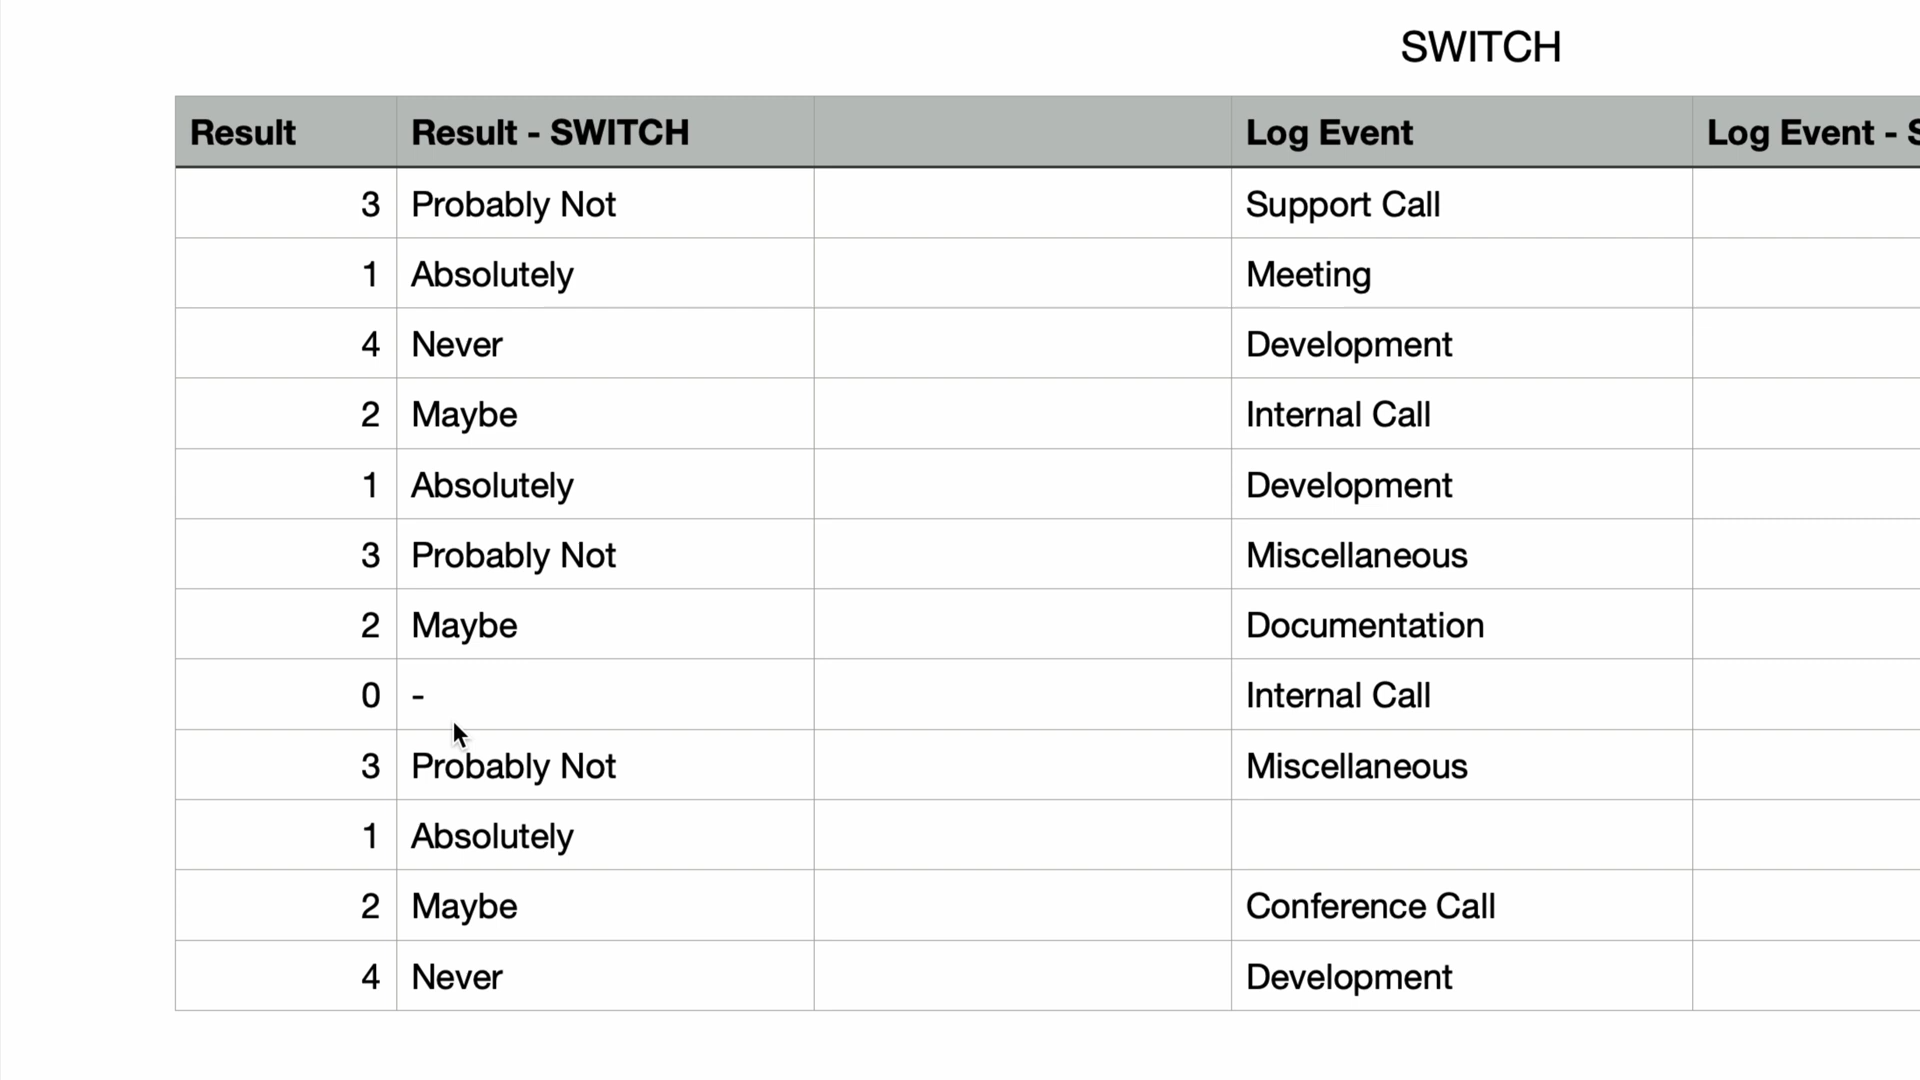 SWITCH
Result Result - SWITCH Log Event Log Event - S
3 Probably Not Support Call
1 Absolutely Meeting
4 Never Development
2 Maybe Internal Call
1 Absolutely Development
3 Probably Not Miscellaneous
2 Maybe Documentation
0 - Internal Call
3 Probably Not Miscellaneous
1 Absolutely
2 Maybe Conference Call
4 Never Development